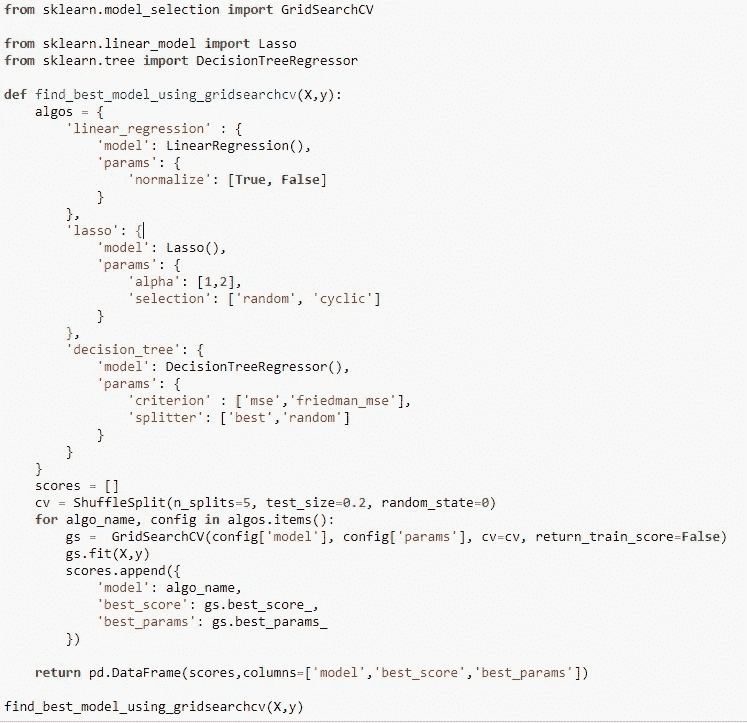 from sklearn.model_selection import GridSearchCV

from sklearn.linear_model import Lasso
from sklearn.tree import DecisionTreeRegressor

def find_best_model_using_gridsearchcv(X,y):
    algos = {
        'linear_regression' : {
            'model': LinearRegression(),
            'params': {
                'normalize': [True, False]
            }
        },
        'lasso': {
            'model': Lasso(),
            'params': {
                'alpha': [1,2],
                'selection': ['random', 'cyclic']
            }
        },
        'decision_tree': {
            'model': DecisionTreeRegressor(),
            'params': {
                'criterion' : ['mse','friedman_mse'],
                'splitter': ['best','random']
            }
        }
    }
    scores = []
    cv = ShuffleSplit(n_splits=5, test_size=0.2, random_state=0)
    for algo_name, config in algos.items():
        gs =  GridSearchCV(config['model'], config['params'], cv=cv, return_train_score=False)
        gs.fit(X,y)
        scores.append({
            'model': algo_name,
            'best_score': gs.best_score_,
            'best_params': gs.best_params_
        })

    return pd.DataFrame(scores,columns=['model','best_score','best_params'])

find_best_model_using_gridsearchcv(X,y)